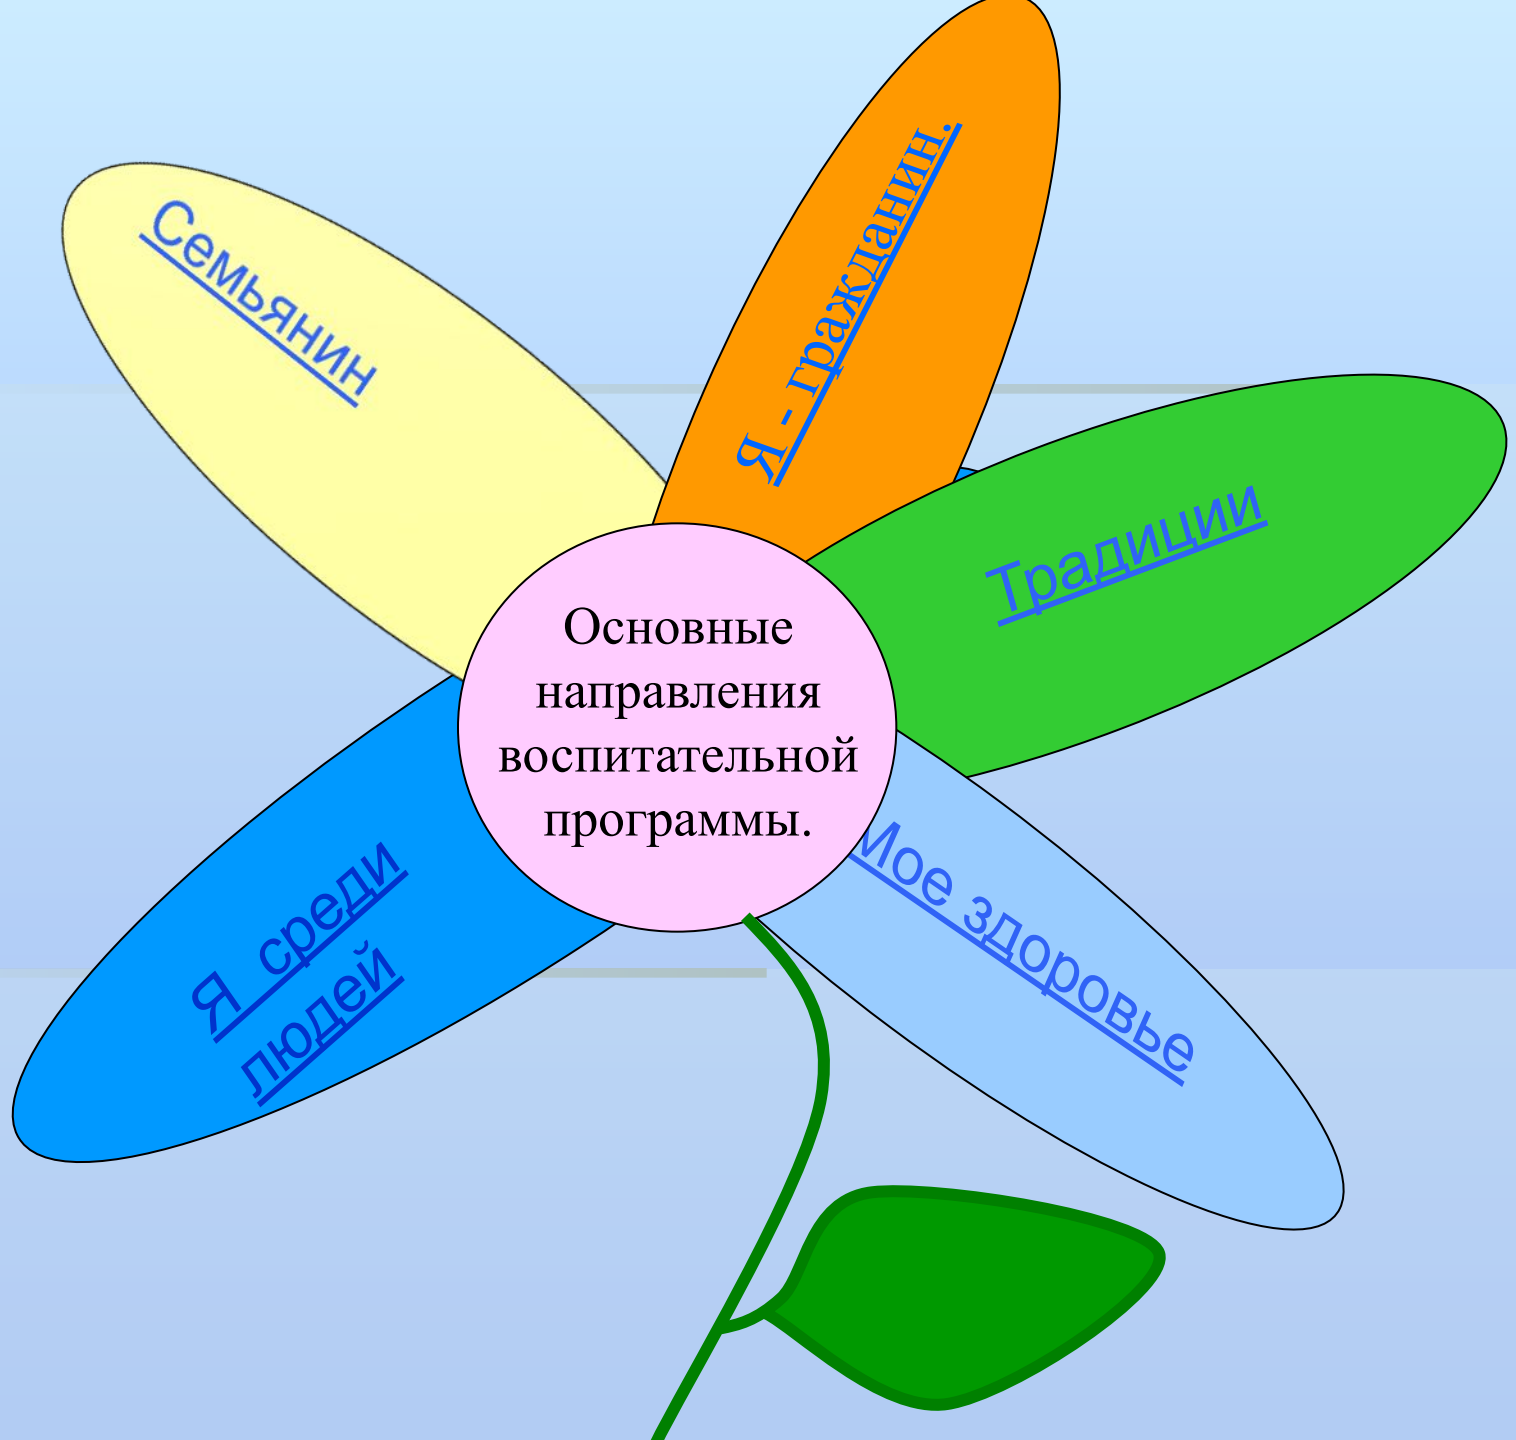 Семьянин
Я - гражданин.
Традиции
Основные
направления
воспитательной
программы.
Мое здоровье
Я среди
людей